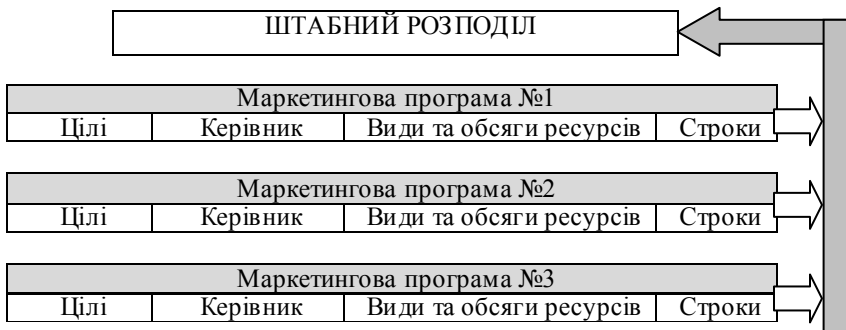 ШТАБНИЙ РОЗПОДІЛ
Маркетингова програма №1
Цілі Керівник Види та обсяги ресурсів Строки
Маркетингова програма №2
Цілі Керівник Види та обсяги ресурсів Строки
Маркетингова програма №3
Цілі Керівник Види та обсяги ресурсів Строки